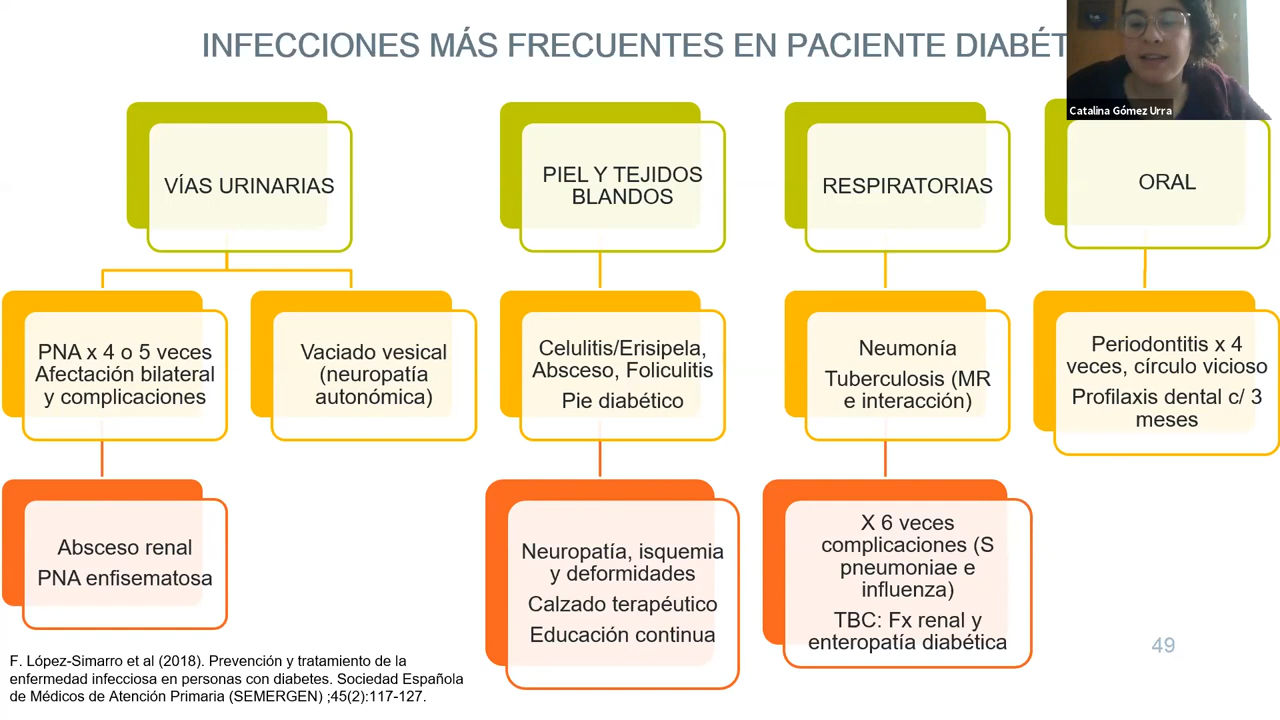 INFECCIONES MÁS FRECUENTES EN PACIENTE DIABÉT
Catalina Gómez Urra
VÍAS URINARIAS
PIEL Y TEJIDOS
BLANDOS
RESPIRATORIAS
ORAL
PNA x 4 o 5 veces
Afectación bilateral
y complicaciones
Vaciado vesical
(neuropatía
autonómica)
Celulitis/Erisipela,
Absceso, Foliculitis
Pie diabético
Neumonía
Tuberculosis (MR
e interacción)
Periodontitis x 4
veces, círculo vicioso
Profilaxis dental c/ 3
meses
Absceso renal
PNA enfisematosa
Neuropatía, isquemia
y deformidades
Calzado terapéutico
Educación continua
X 6 veces
complicaciones (S
pneumoniae e
influenza)
TBC: Fx renal y
enteropatía diabética
49
F. López-Simarro et al (2018). Prevención y tratamiento de la
enfermedad infecciosa en personas con diabetes. Sociedad Española
de Médicos de Atención Primaria (SEMERGEN) ;45(2):117-127.